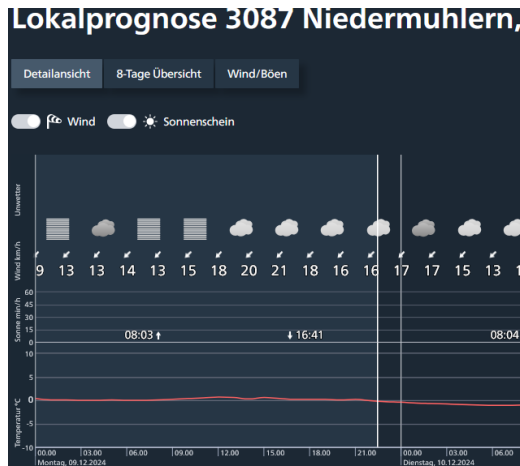 Lokalprognose 3087 Niedermuhlern,
Detailansicht 8-Tage Übersicht Wind/Böen
Wind Sonnenschein
Unwetter
Wind km/h
9 13 13 14 13 15 18 20 21 18 16 16 17 17 15 13
Sonne min/h
60
45
30
15
0
08:03 16:41 08:04
Temperatur °C
10
5
0
-5
-10
00.00 03.00 06.00 09.00 12.00 15.00 18.00 21.00 00.00 03.00 06.00
Montag, 09.12.2024 Dienstag, 10.12.2024